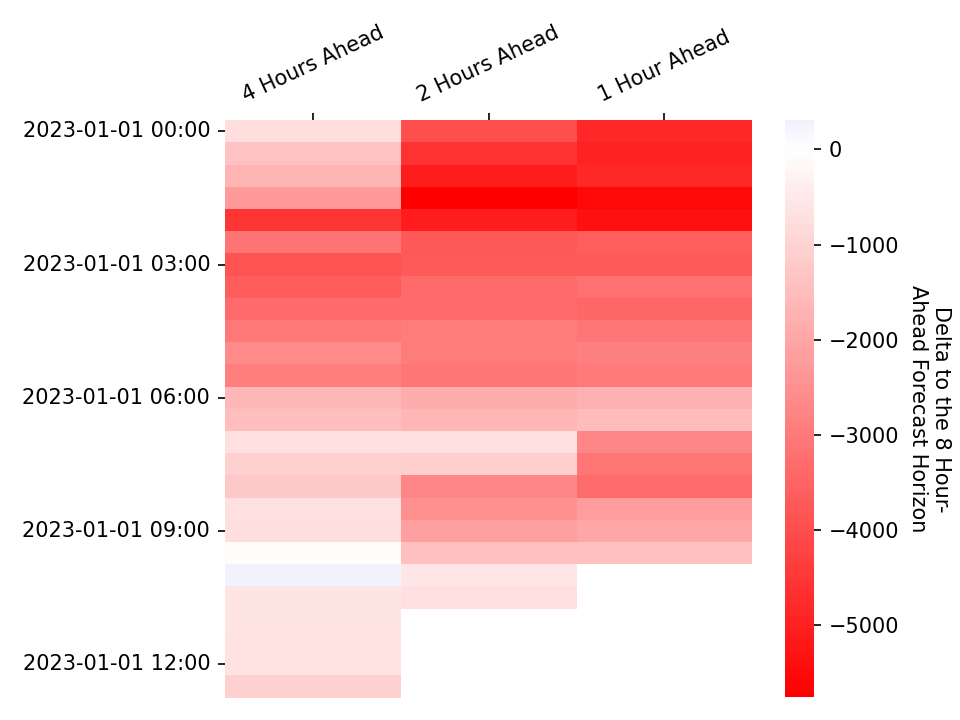 4 Hours Ahead
2 Hours Ahead
1 Hour Ahead
2023-01-01 00:00
2023-01-01 03:00
2023-01-01 06:00
2023-01-01 09:00
2023-01-01 12:00
0
−1000
−2000
−3000
−4000
−5000
Delta to the 8 Hour-
Ahead Forecast Horizon